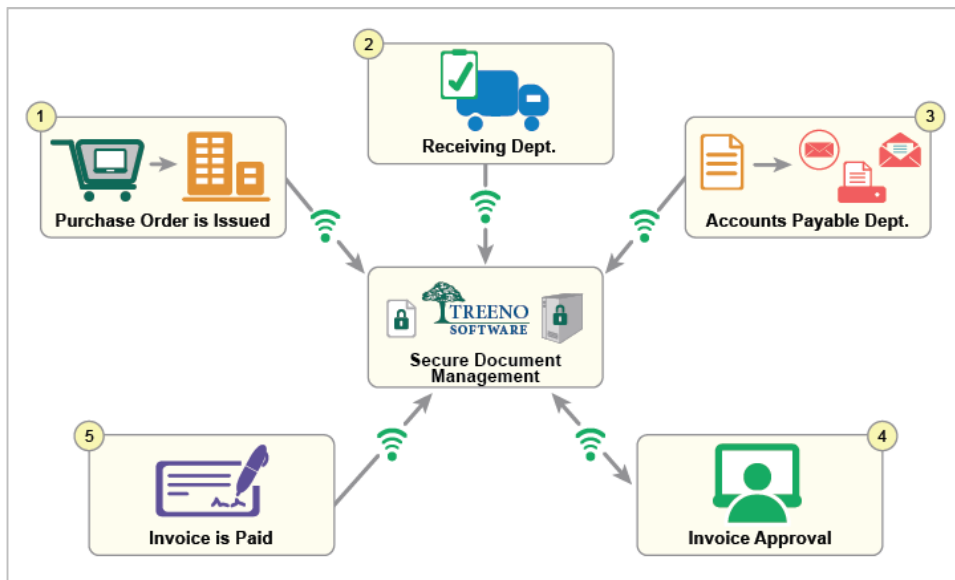 1
Purchase Order is Issued
2
Receiving Dept.
3
Accounts Payable Dept.
TREENO
SOFTWARE
Secure Document
Management
5
Invoice is Paid
4
Invoice Approval